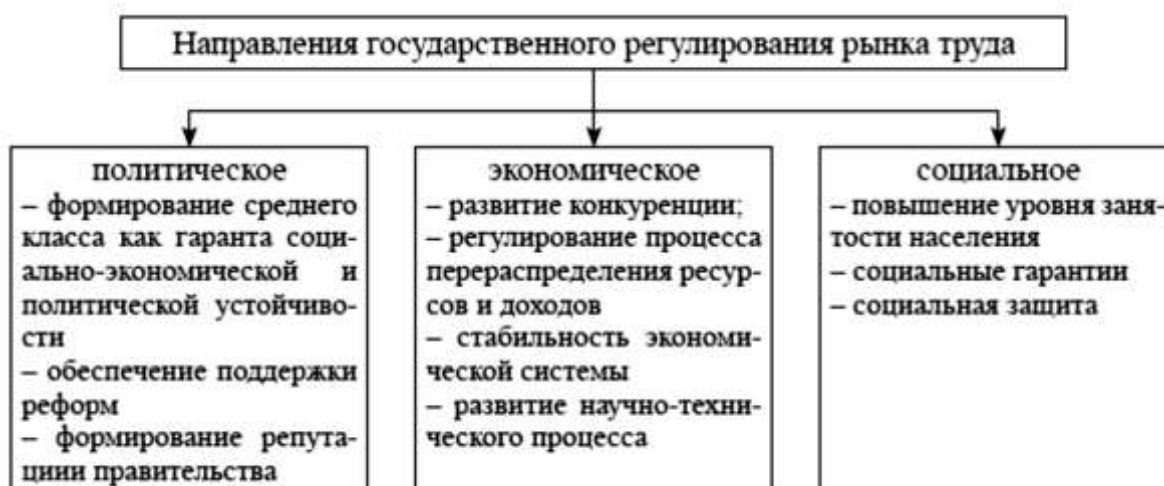 Направления государственного регулирования рынка труда
политическое
– формирование среднего
класса как гаранта соци-
ально-экономической и
политической устойчиво-
сти
– обеспечение поддержки
реформ
– формирование репута-
циии правительства
экономическое
– развитие конкуренции;
– регулирование процесса
перераспределения ресур-
сов и доходов
– стабильность экономи-
ческой системы
– развитие научно-техни-
ческого процесса
социальное
– повышение уровня заня-
тости населения
– социальные гарантии
– социальная защита